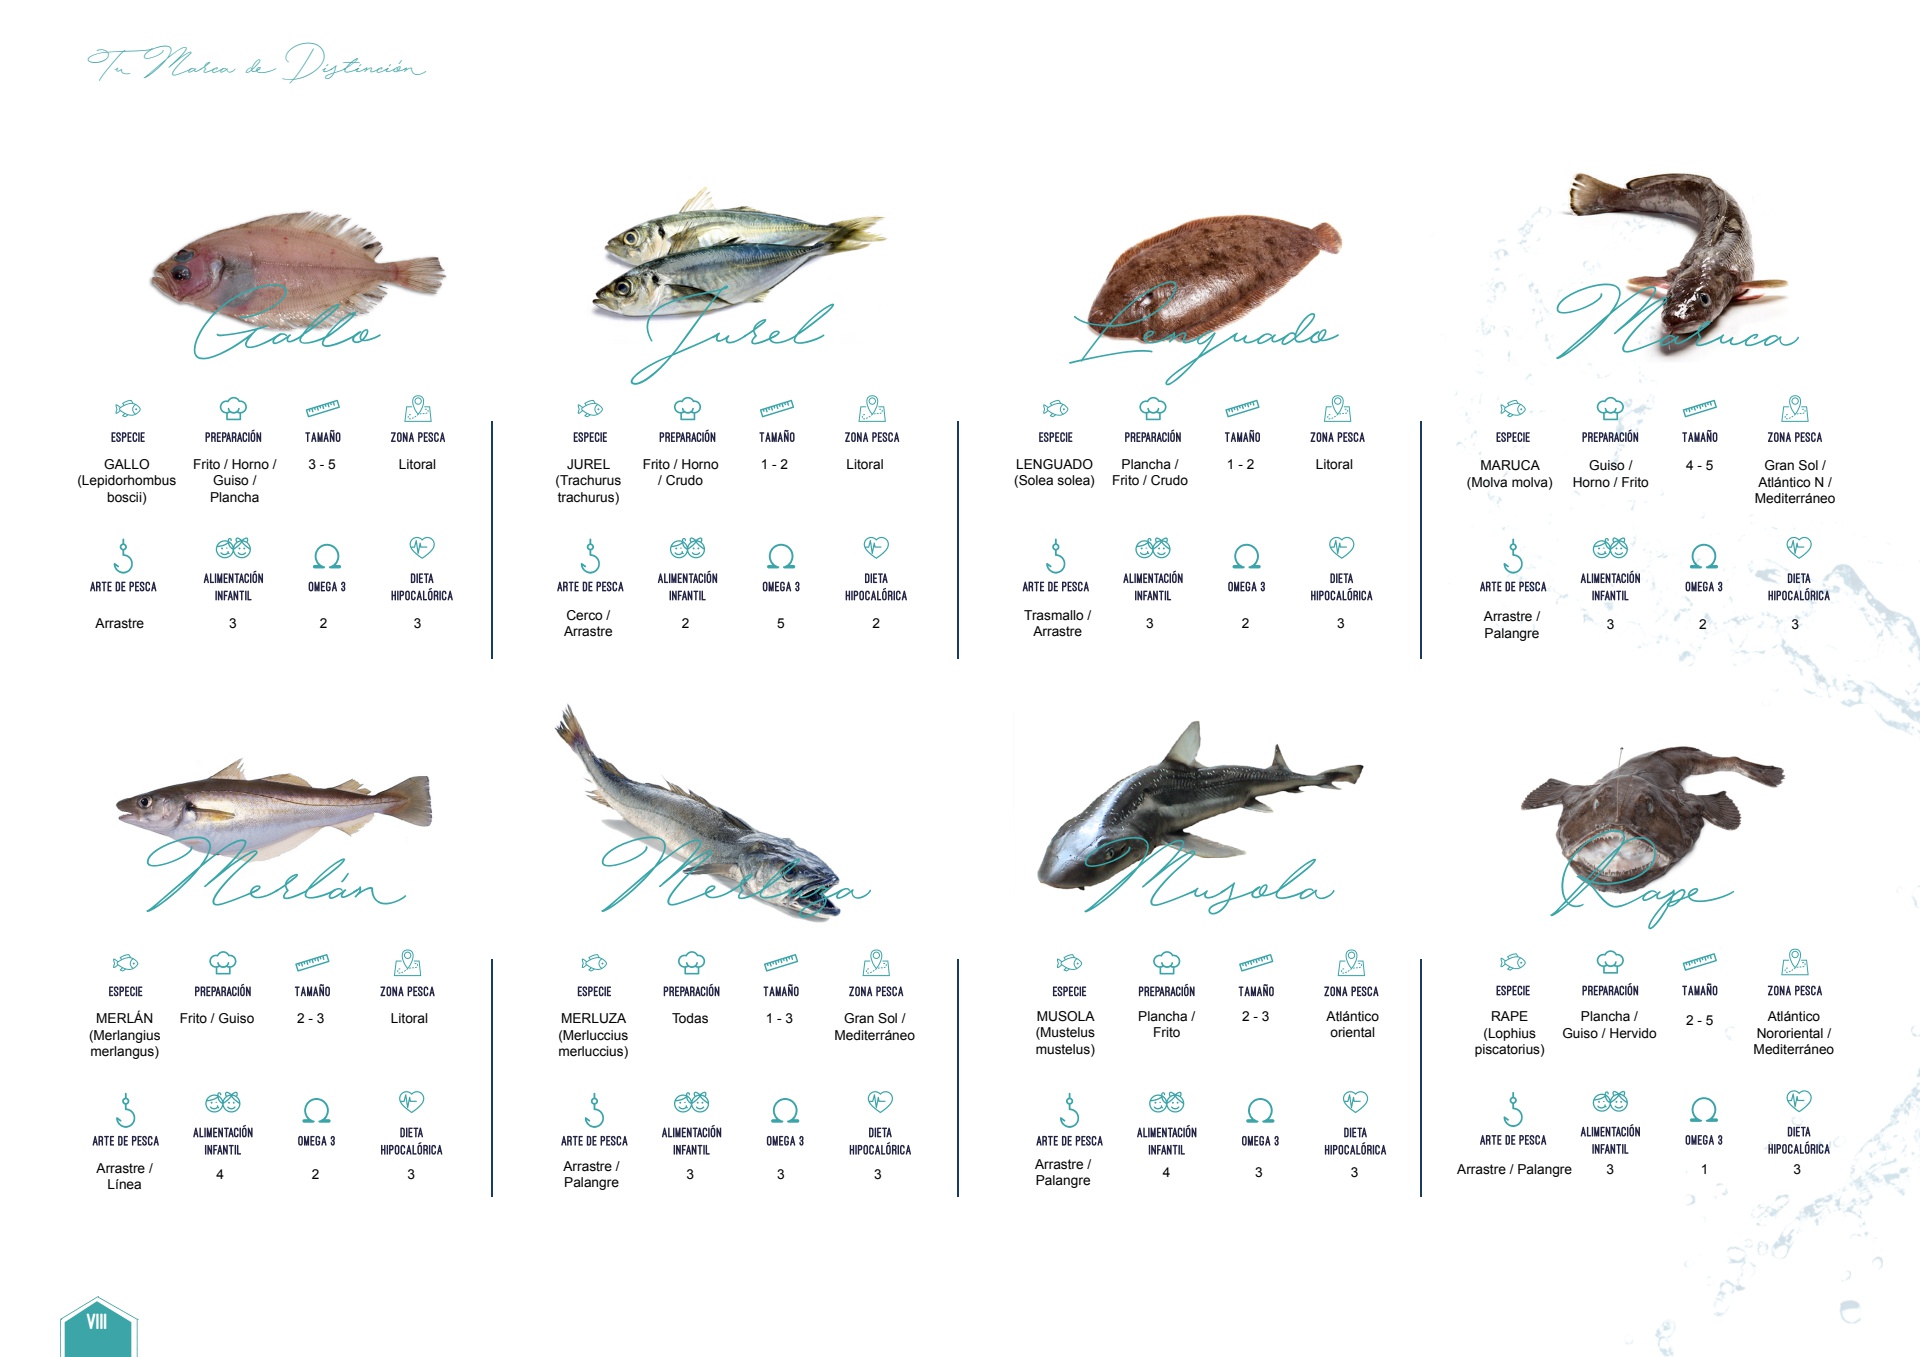 Tu Marca de Distinción
Gallo
ESPECIE
GALLO
(Lepidorhombus
boscii)
PREPARACIÓN
Frito / Horno /
Guiso /
Plancha
TAMAÑO
3 - 5
ZONA PESCA
Litoral
ARTE DE PESCA
Arrastre
ALIMENTACIÓN
INFANTIL
3
OMEGA 3
2
DIETA
HIPOCALÓRICA
3
Jurel
ESPECIE
JUREL
(Trachurus
trachurus)
PREPARACIÓN
Frito / Horno
/ Crudo
TAMAÑO
1 - 2
ZONA PESCA
Litoral
ARTE DE PESCA
Cerco /
Arrastre
ALIMENTACIÓN
INFANTIL
2
OMEGA 3
5
DIETA
HIPOCALÓRICA
2
Lenguado
ESPECIE
LENGUADO
(Solea solea)
PREPARACIÓN
Plancha /
Frito / Crudo
TAMAÑO
1 - 2
ZONA PESCA
Litoral
ARTE DE PESCA
Trasmallo /
Arrastre
ALIMENTACIÓN
INFANTIL
3
OMEGA 3
2
DIETA
HIPOCALÓRICA
3
Maruca
ESPECIE
MARUCA
(Molva molva)
PREPARACIÓN
Guiso /
Horno / Frito
TAMAÑO
4 - 5
ZONA PESCA
Gran Sol /
Atlántico N /
Mediterráneo
ARTE DE PESCA
Arrastre /
Palangre
ALIMENTACIÓN
INFANTIL
3
OMEGA 3
2
DIETA
HIPOCALÓRICA
3
Merlán
ESPECIE
MERLÁN
(Merlangius
merlangus)
PREPARACIÓN
Frito / Guiso
TAMAÑO
2 - 3
ZONA PESCA
Litoral
ARTE DE PESCA
Arrastre /
Línea
ALIMENTACIÓN
INFANTIL
4
OMEGA 3
2
DIETA
HIPOCALÓRICA
3
Merluza
ESPECIE
MERLUZA
(Merluccius
merluccius)
PREPARACIÓN
Todas
TAMAÑO
1 - 3
ZONA PESCA
Gran Sol /
Mediterráneo
ARTE DE PESCA
Arrastre /
Palangre
ALIMENTACIÓN
INFANTIL
3
OMEGA 3
3
DIETA
HIPOCALÓRICA
3
Musola
ESPECIE
MUSOLA
(Mustelus
mustelus)
PREPARACIÓN
Plancha /
Frito
TAMAÑO
2 - 3
ZONA PESCA
Atlántico
oriental
ARTE DE PESCA
Arrastre /
Palangre
ALIMENTACIÓN
INFANTIL
4
OMEGA 3
3
DIETA
HIPOCALÓRICA
3
Rape
ESPECIE
RAPE
(Lophius
piscatorius)
PREPARACIÓN
Plancha /
Guiso / Hervido
TAMAÑO
2 - 5
ZONA PESCA
Atlántico
Nororiental /
Mediterráneo
ARTE DE PESCA
Arrastre / Palangre
ALIMENTACIÓN
INFANTIL
3
OMEGA 3
1
DIETA
HIPOCALÓRICA
3
VIII